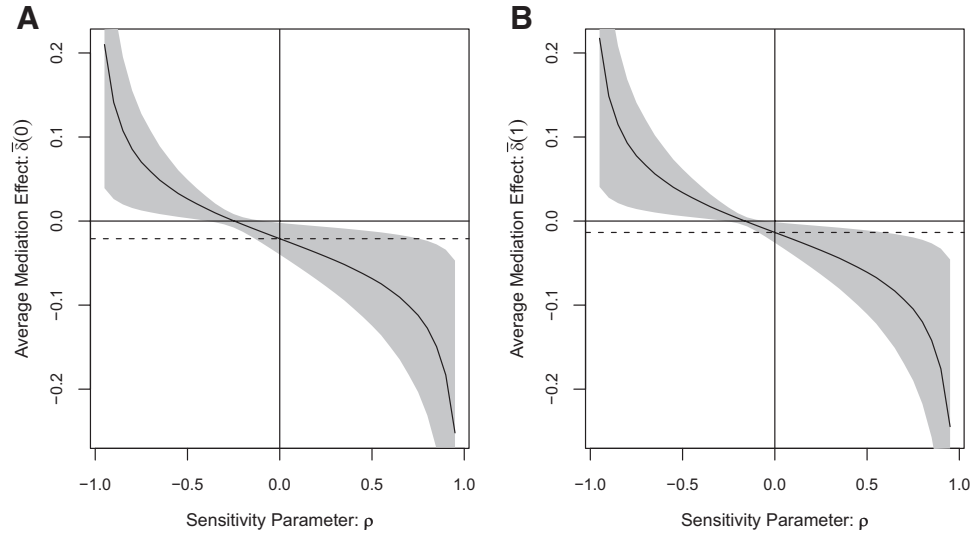 A
Average Mediation Effect: δ̅(0)
0.2
0.1
0.0
−0.1
−0.2
−1.0 −0.5 0.0 0.5 1.0
Sensitivity Parameter: ρ
B
Average Mediation Effect: δ̅(1)
0.2
0.1
0.0
−0.1
−0.2
−1.0 −0.5 0.0 0.5 1.0
Sensitivity Parameter: ρ